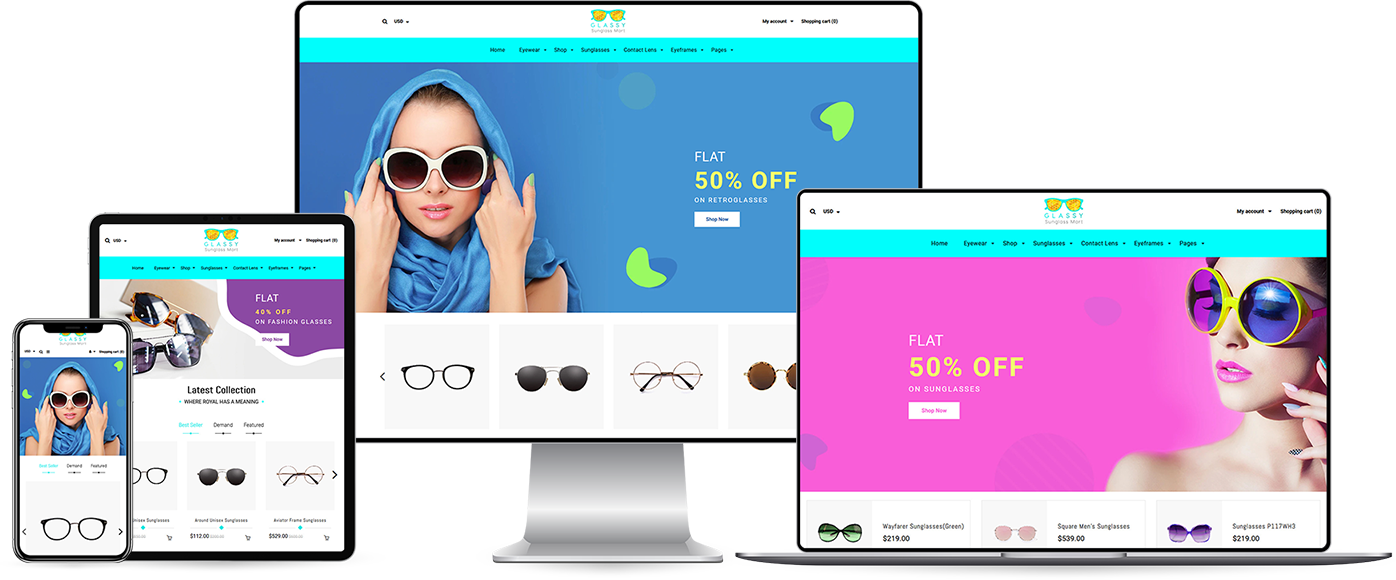 USD
My account
Shopping cart (0)
GLASSY
Sunglass Mart
Home
Eyewear
Shop
Sunglasses
Contact Lens
Eyeframes
Pages
FLAT
50% OFF
ON RETROGLASSES
Shop Now
USD
GLASSY
Sunglass Mart
My account
Shopping cart (0)
Home
Eyewear
Shop
Sunglasses
Contact Lens
Eyeframes
Pages
FLAT
50% OFF
ON SUNGLASSES
Shop Now
Wayfarer Sunglasses(Green)
$219.00
Square Men's Sunglasses
$539.00
Sunglasses P117WH3
$219.00
USD
GLASSY
Sunglass Mart
My account
Shopping cart (0)
Home
Eyewear
Shop
Sunglasses
Contact Lens
Eyeframes
Pages
FLAT
40% OFF
ON FASHION GLASSES
Shop Now
Latest Collection
WHERE ROYAL HAS A MEANING
Best Seller
Demand
Featured
Unisex Sunglasses
Around Unisex Sunglasses
$112.00
Aviator Frame Sunglasses
$529.00
Sunglass Mart
USD
Shopping cart (0)
Best Seller
Demand
Featured